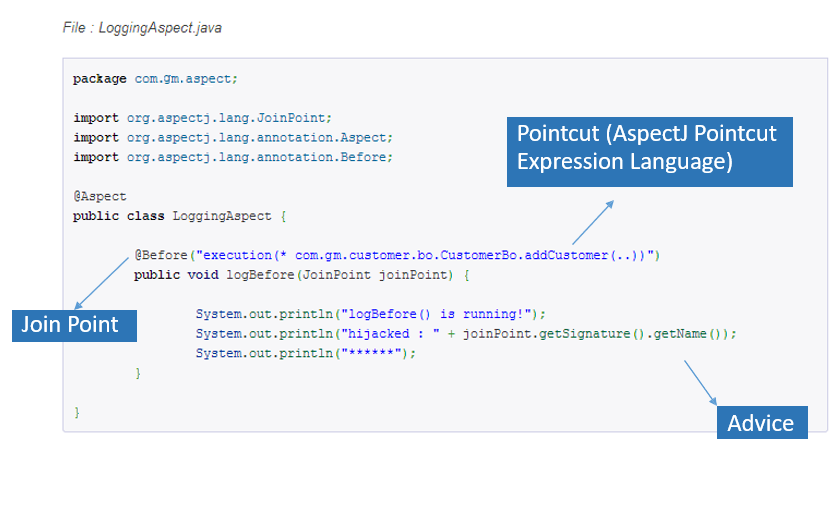 File : LoggingAspect.java
package com.gm.aspect;
import org.aspectj.lang.JoinPoint;
import org.aspectj.lang.annotation.Aspect;
import org.aspectj.lang.annotation.Before;
Pointcut (AspectJ Pointcut
Expression Language)
@Aspect
public class LoggingAspect {
@Before("execution(* com.gm.customer.bo.CustomerBo.addCustomer(..))")
public void logBefore(JoinPoint joinPoint) {
Join Point
System.out.println("logBefore() is running!");
System.out.println("hijacked : " + joinPoint.getSignature().getName());
System.out.println("******");
}
}
Advice